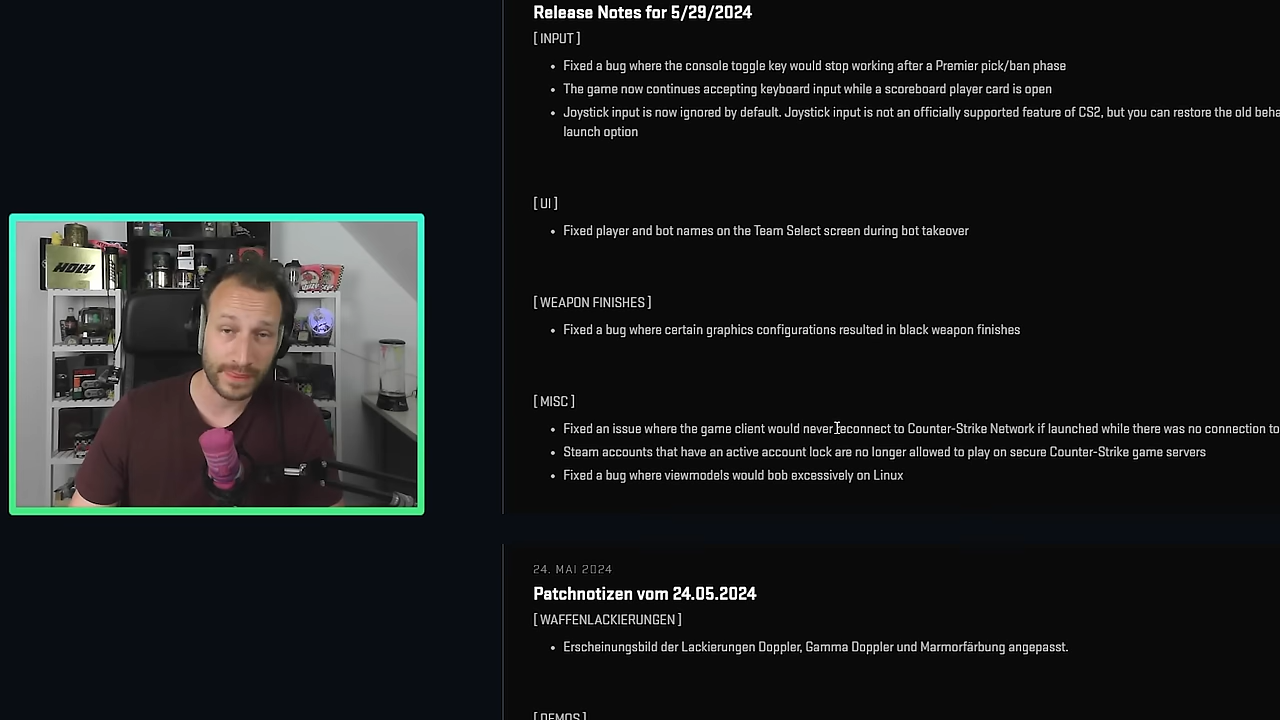 Release Notes for 5/29/2024
[ INPUT ]
• Fixed a bug where the console toggle key would stop working after a Premier pick/ban phase
• The game now continues accepting keyboard input while a scoreboard player card is open
• Joystick input is now ignored by default. Joystick input is not an officially supported feature of CS2, but you can restore the old beha
launch option
[ UI ]
• Fixed player and bot names on the Team Select screen during bot takeover
HOLY
[ WEAPON FINISHES ]
• Fixed a bug where certain graphics configurations resulted in black weapon finishes
[ MISC ]
• Fixed an issue where the game client would never reconnect to Counter-Strike Network if launched while there was no connection to
• Steam accounts that have an active account lock are no longer allowed to play on secure Counter-Strike game servers
• Fixed a bug where viewmodels would bob excessively on Linux
24. MAI 2024
Patchnotizen vom 24.05.2024
[ WAFFENLACKIERUNGEN ]
• Erscheinungsbild der Lackierungen Doppler, Gamma Doppler und Marmorfärbung angepasst.
[ DEMOS ]